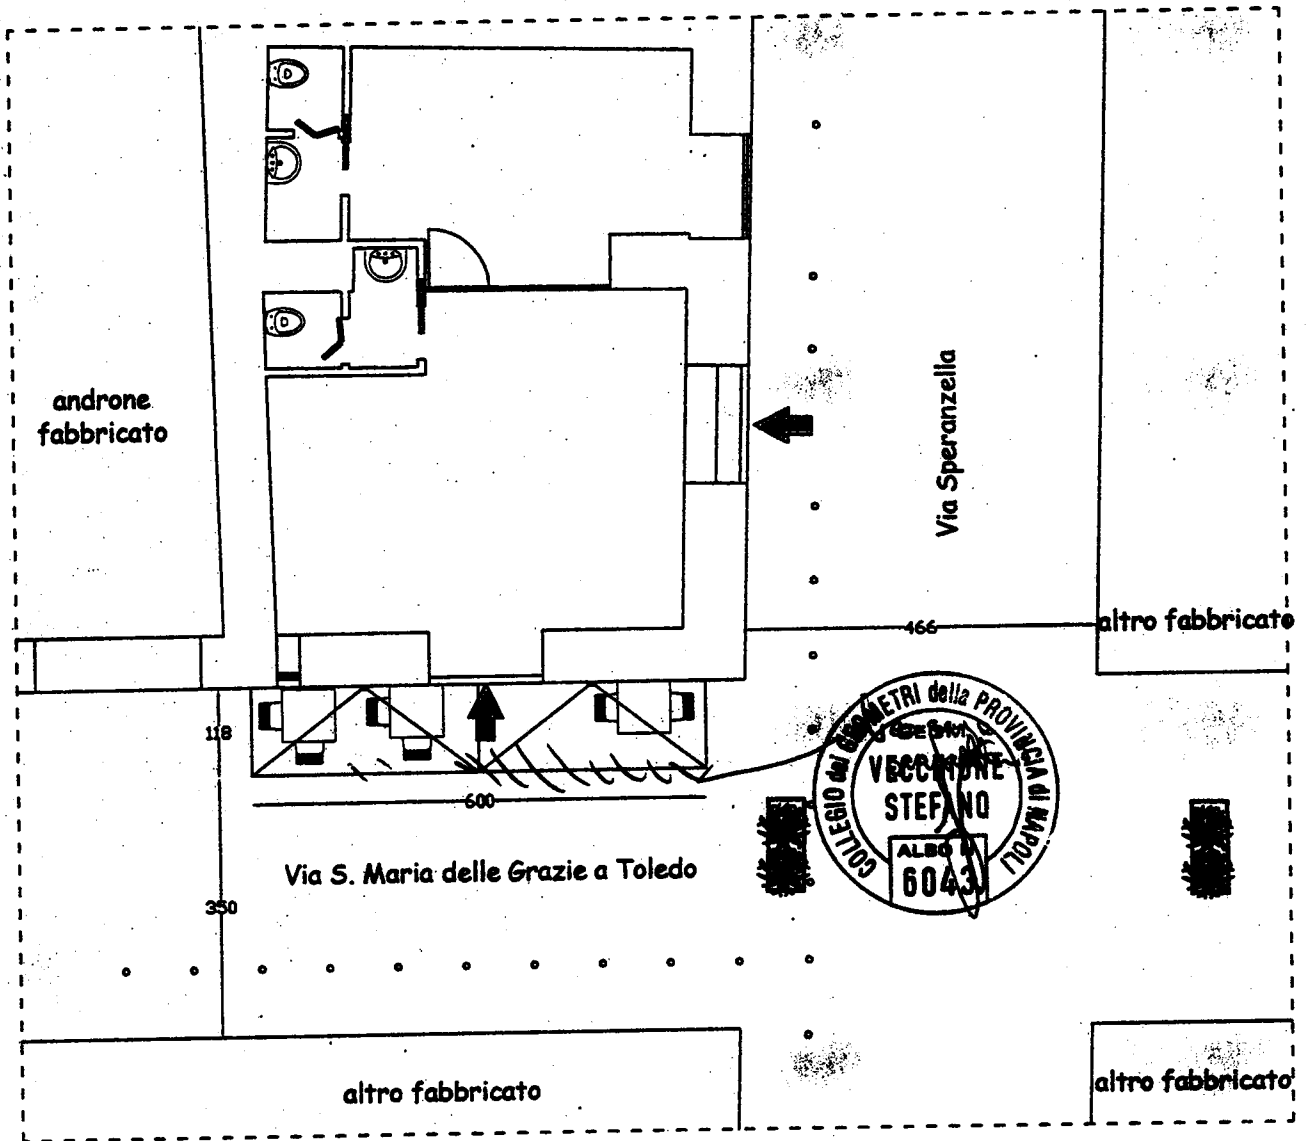 androne
fabbricato
Via Speranzella
466
altro fabbricato
118
600
Via S. Maria delle Grazie a Toledo
350
COLLEGIO dei GEOMETRI della PROVINCIA di NAPOLI
VECCHIONE
STEFANO
ALBO N
6043
altro fabbricato
altro fabbricato